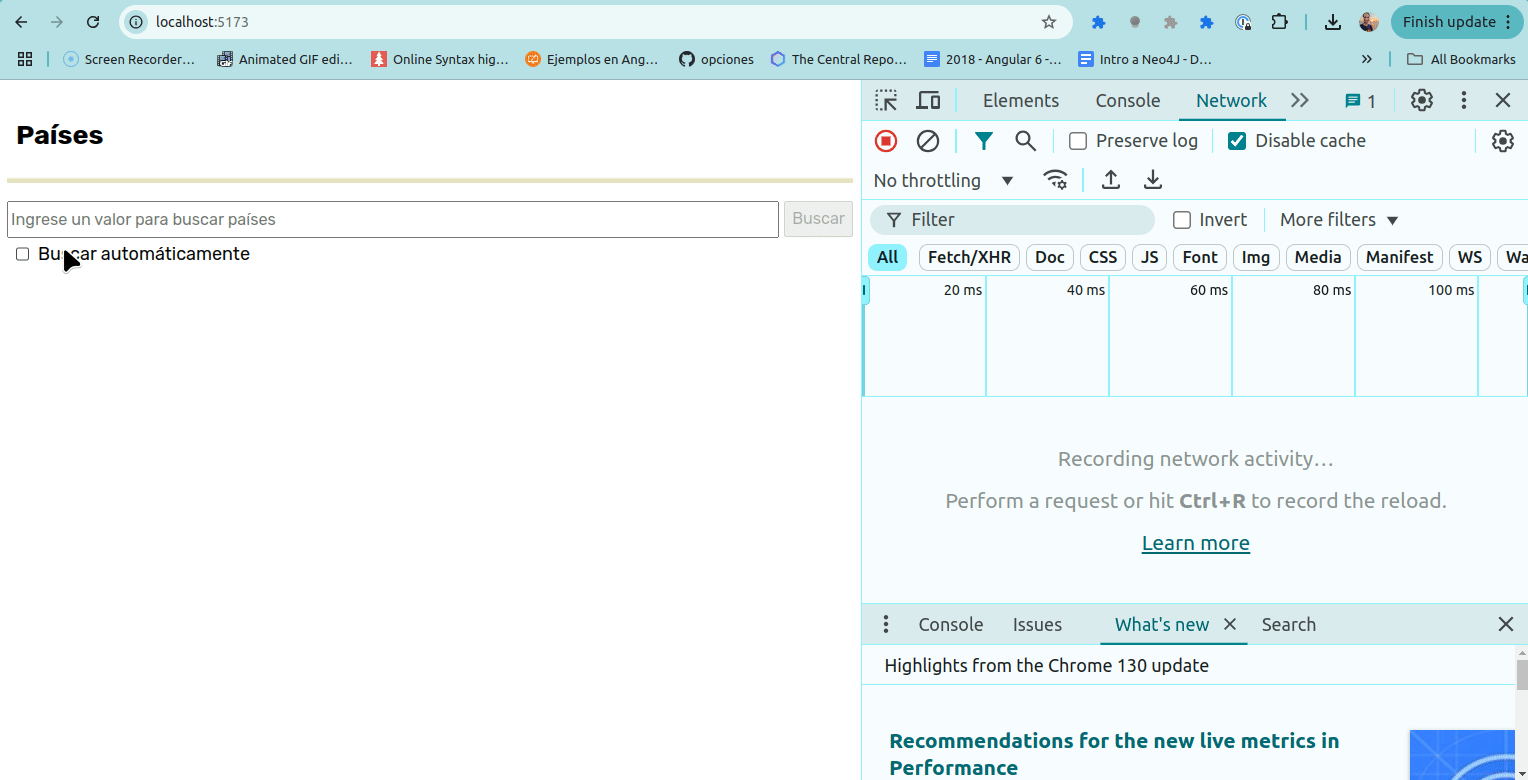 localhost:5173
Finish update
Screen Recorder…
Animated GIF edi…
Online Syntax hig…
Ejemplos en Ang…
opciones
The Central Repo…
2018 - Angular 6 -…
Intro a Neo4J - D…
»
All Bookmarks
Países
Ingrese un valor para buscar países
Buscar
Buscar automáticamente
Elements
Console
Network
1
Preserve log
Disable cache
No throttling
Filter
Invert
More filters
All
Fetch/XHR
Doc
CSS
JS
Font
Img
Media
Manifest
WS
Wa
20 ms
40 ms
60 ms
80 ms
100 ms
Recording network activity…
Perform a request or hit Ctrl+R to record the reload.
Learn more
Console
Issues
What's new
Search
Highlights from the Chrome 130 update
Recommendations for the new live metrics in
Performance